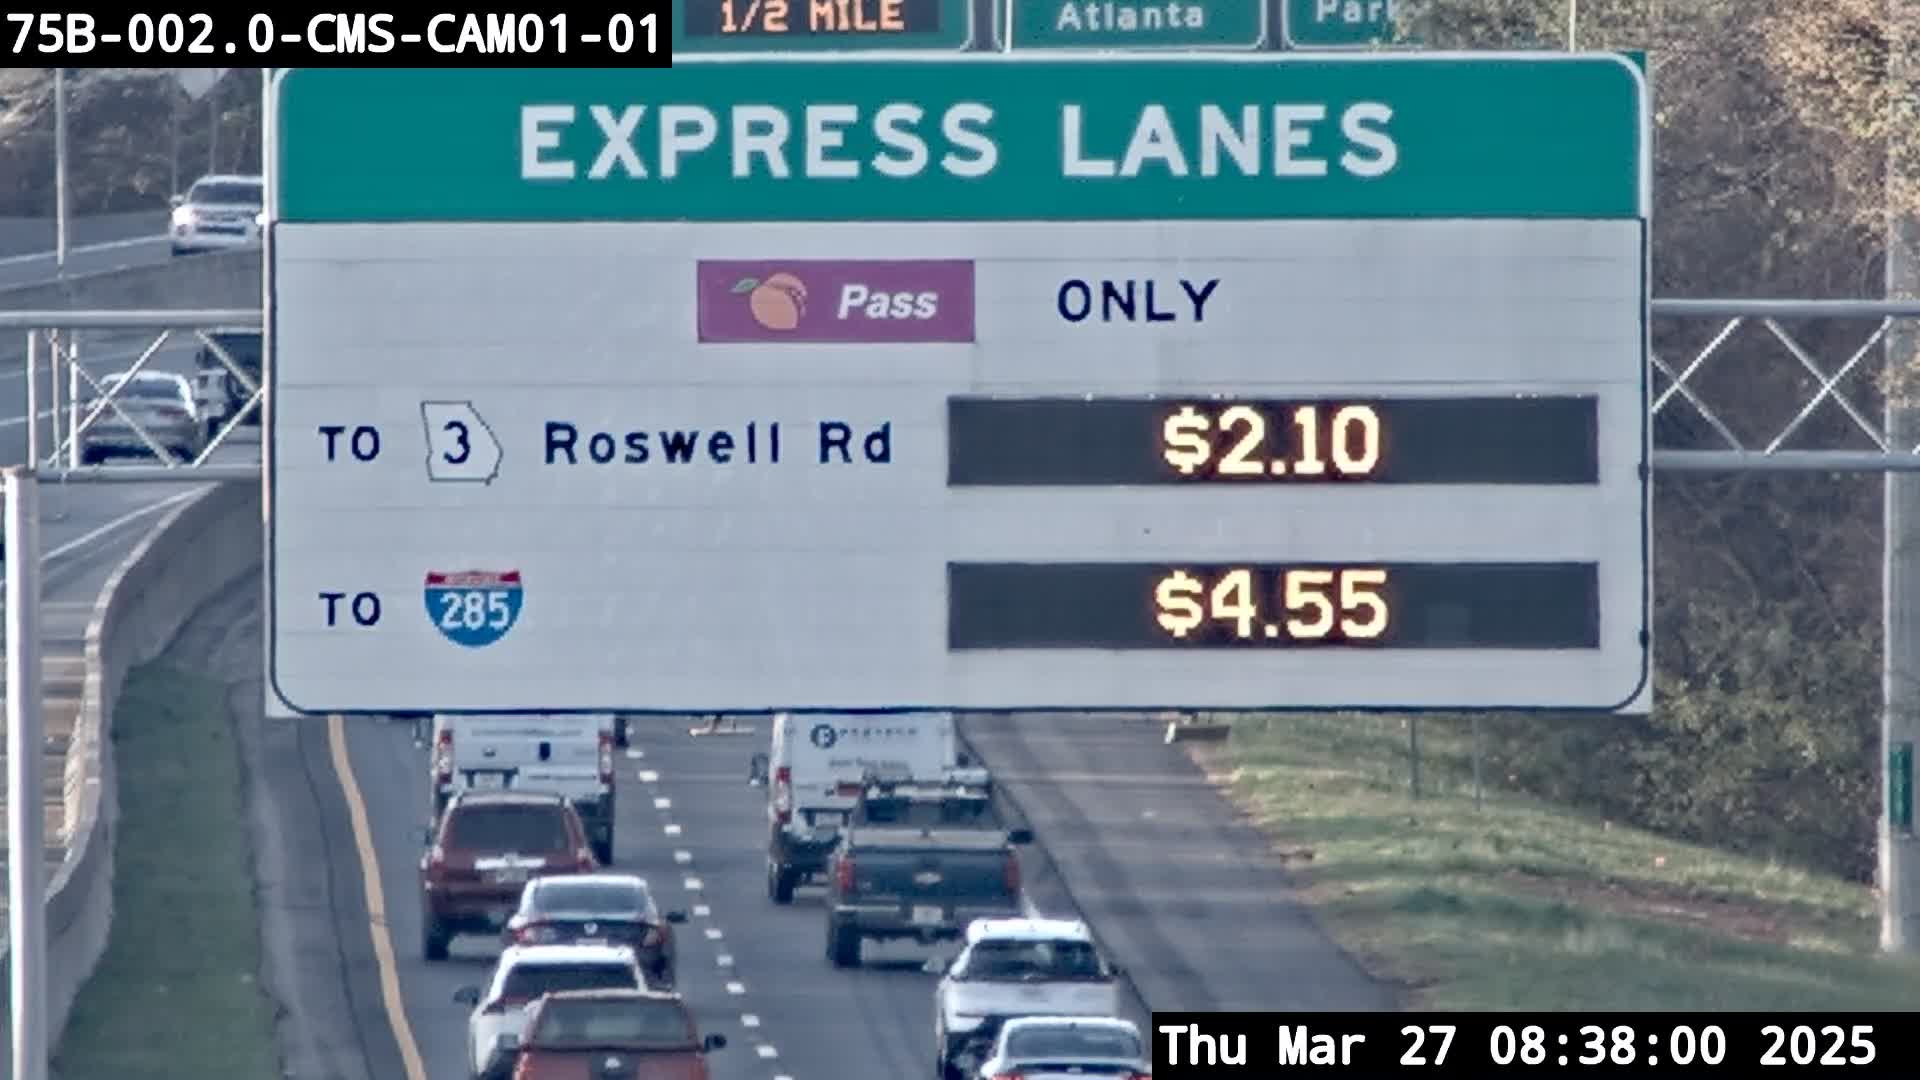 75B-002.0-CMS-CAM01-01
1/2 MILE
Atlanta
EXPRESS LANES
Pass ONLY
TO 3 Roswell Rd $2.10
TO 285 $4.55
Thu Mar 27 08:38:00 2025